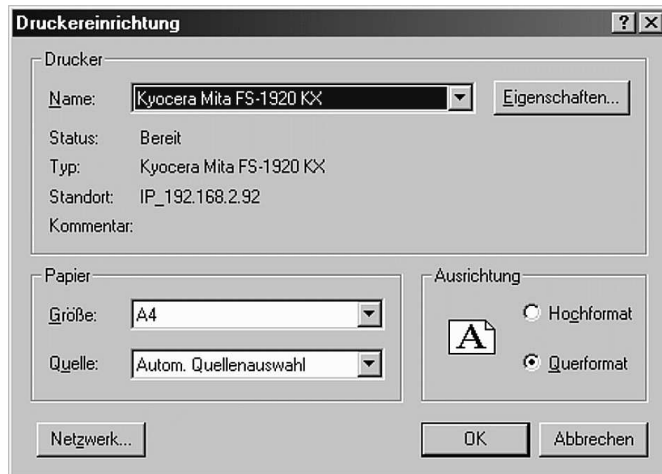 Druckereinrichtung
Drucker
Name: Kyocera Mita FS-1920 KX Eigenschaften...
Status: Bereit
Typ: Kyocera Mita FS-1920 KX
Standort: IP_192.168.2.92
Kommentar:
Papier
Größe: A4
Quelle: Autom. Quellenauswahl
Ausrichtung
A
Hochformat
Querformat
Netzwerk... OK Abbrechen